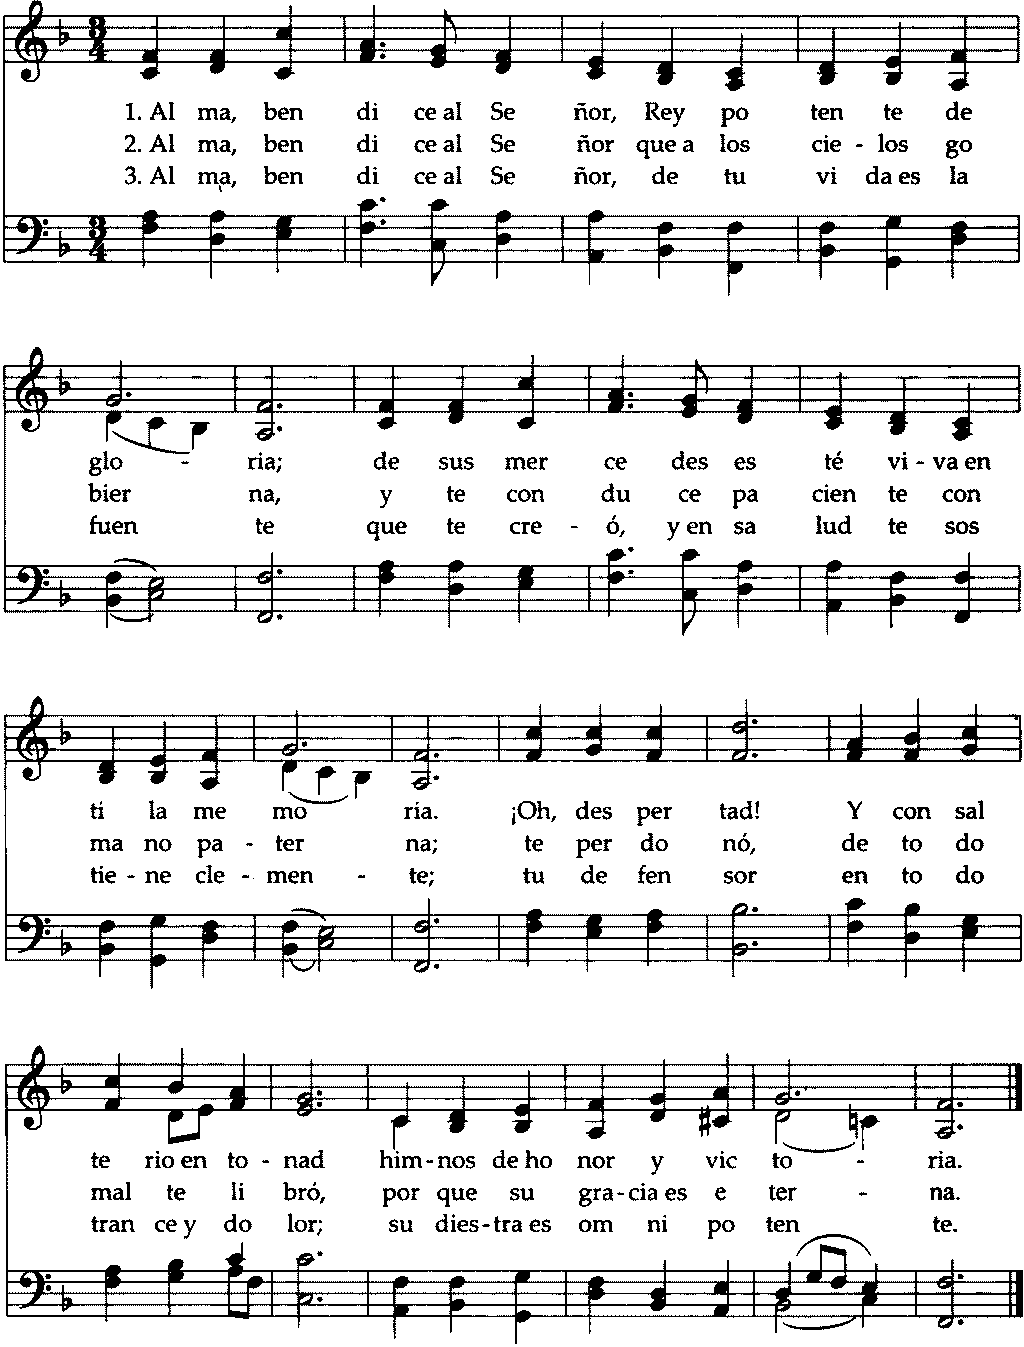 1. Al ma, ben di ce al Se ñor, Rey po ten te de
2. Al ma, ben di ce al Se ñor que a los cie - los go
3. Al ma, ben di ce al Se ñor, de tu vi da es la
glo - ria; de sus mer ce des es té vi - va en
bier na, y te con du ce pa cien te con
fuen te que te cre - ó, y en sa lud te sos
ti la me mo ria. ¡Oh, des per tad! Y con sal
ma no pa - ter na; te per do nó, de to do
tie - ne cle - men - te; tu de fen sor en to do
te rio en to - nad him - nos de ho nor y vic to - ria.
mal te li bró, por que su gra - cia es e ter - na.
tran ce y do lor; su dies - tra es om ni po ten te.